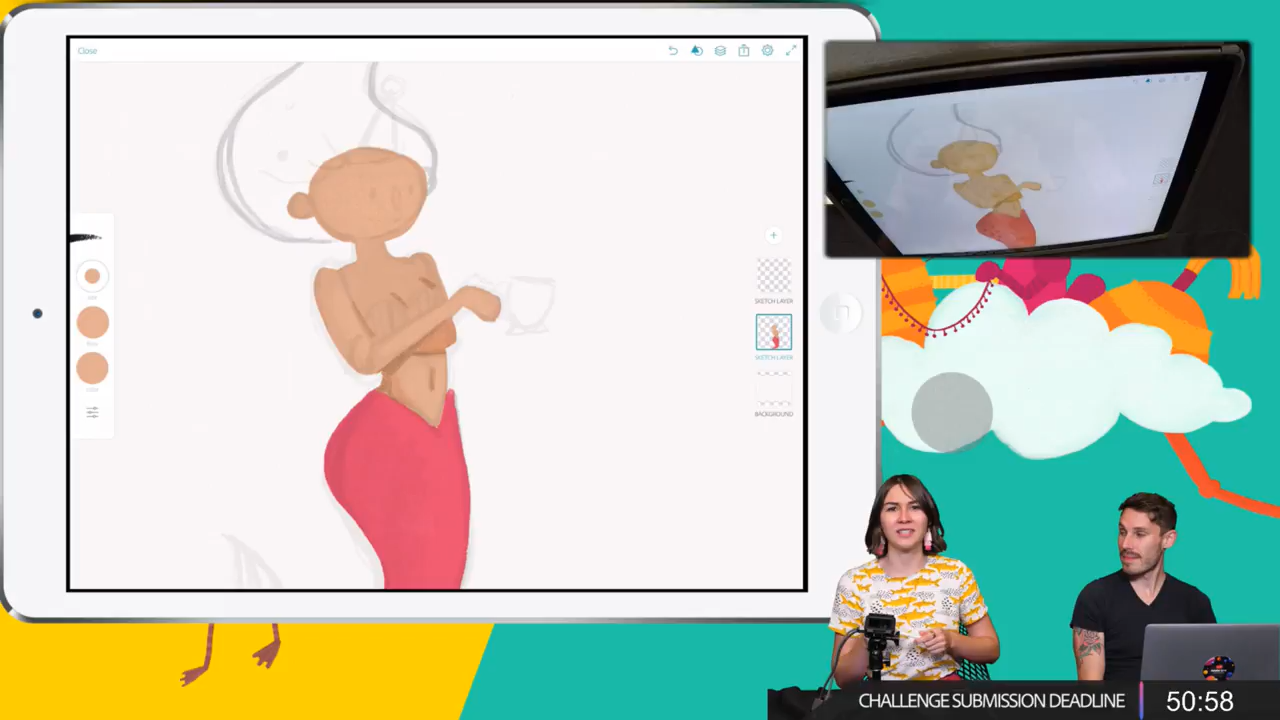 Close
SKETCH LAYER
SKETCH LAYER
BACKGROUND
CHALLENGE SUBMISSION DEADLINE
50:58